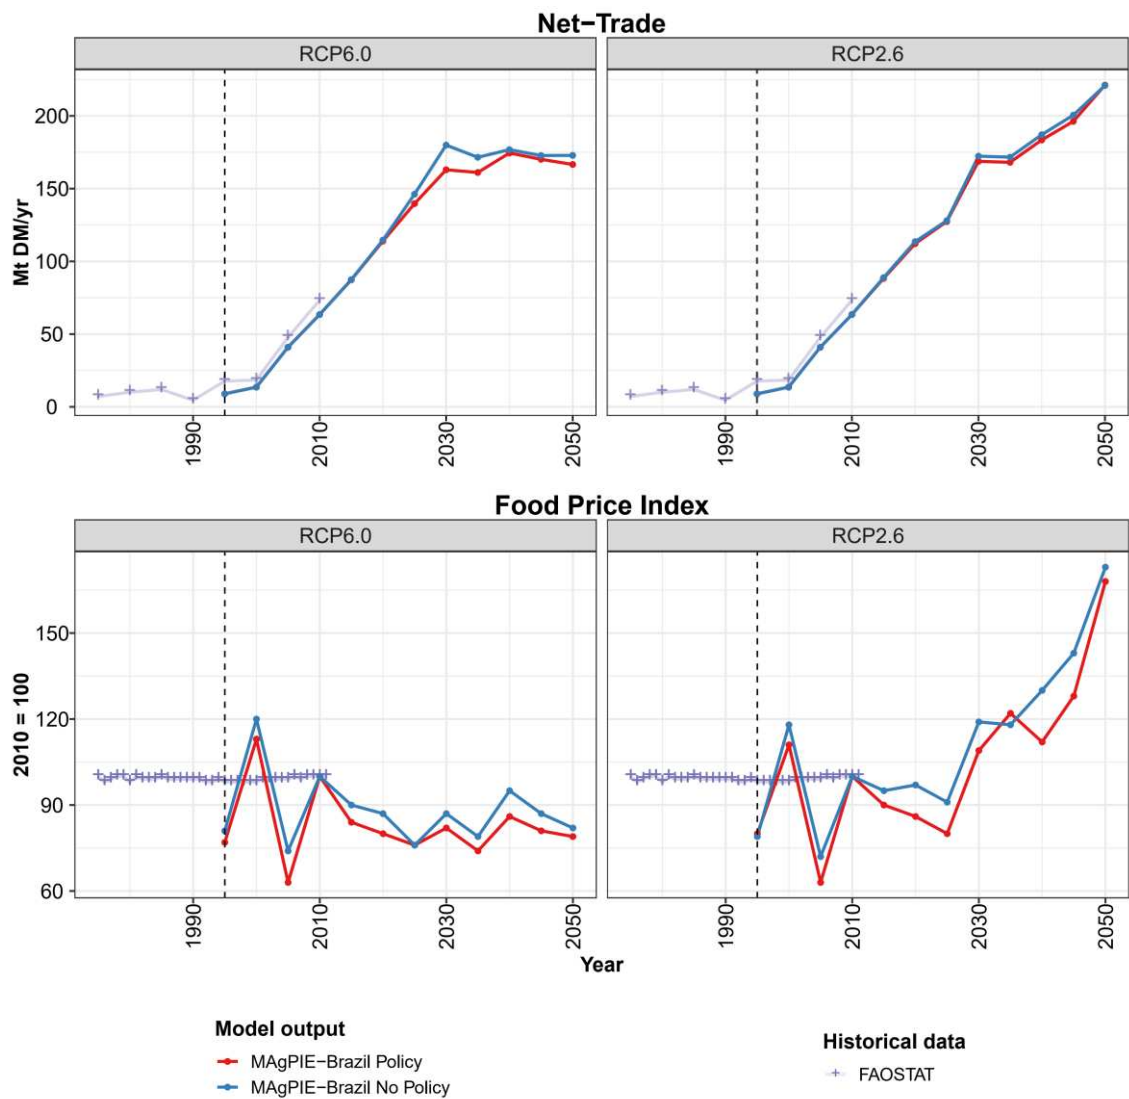 Net−Trade
RCP6.0
RCP2.6
Mt DM/yr
200
150
100
50
0
1990
2010
2030
2050
1990
2010
2030
2050
Food Price Index
RCP6.0
RCP2.6
2010 = 100
150
120
90
60
1990
2010
2030
2050
1990
2010
2030
2050
Year
Model output
MAgPIE−Brazil Policy
MAgPIE−Brazil No Policy
Historical data
FAOSTAT